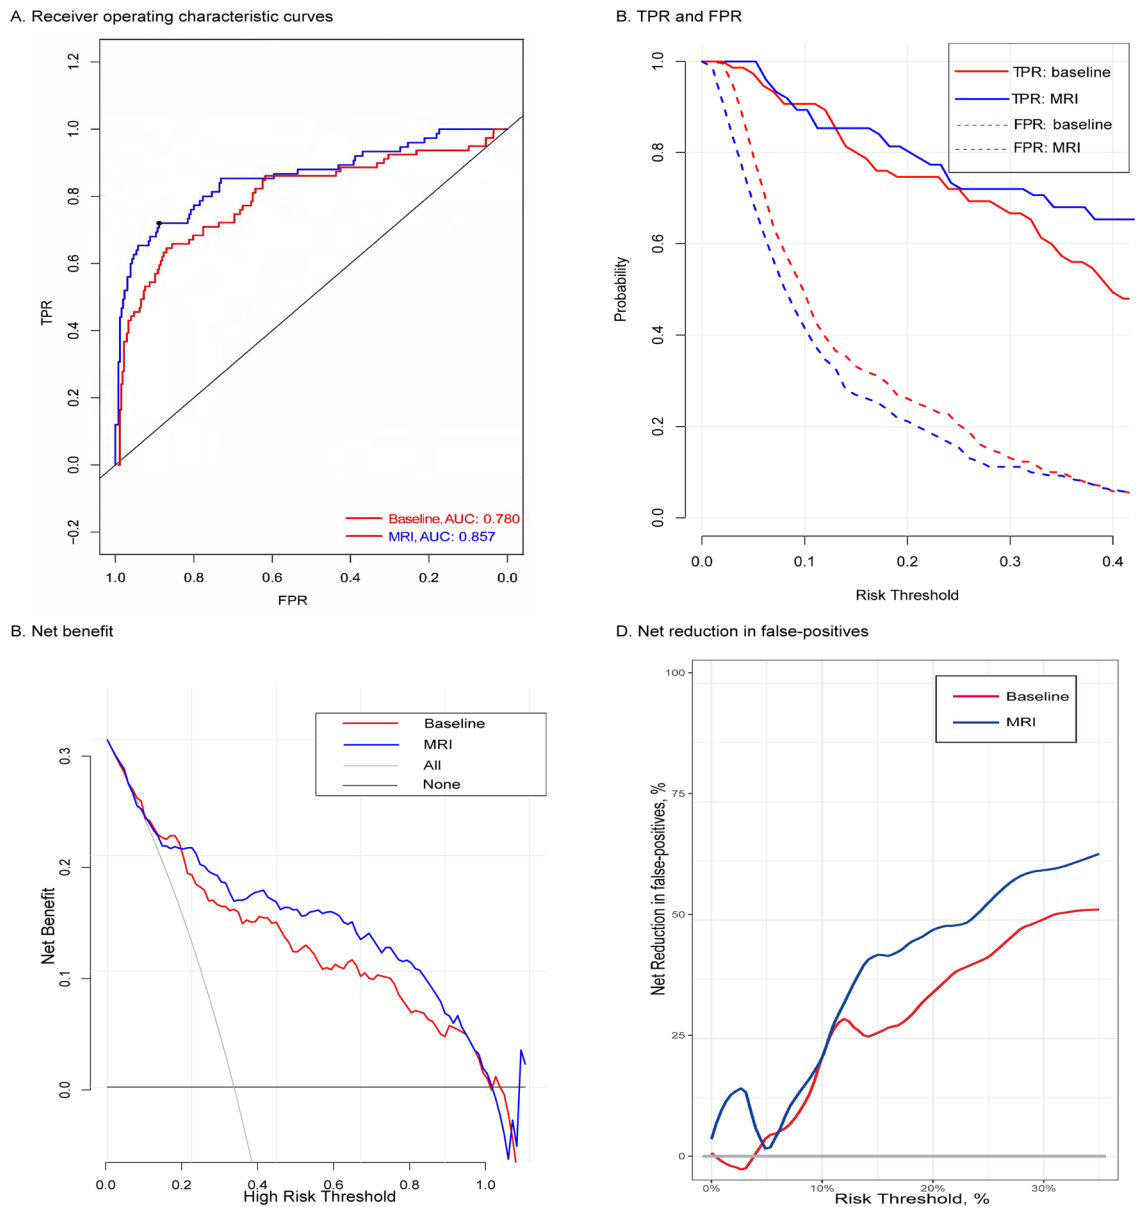 A. Receiver operating characteristic curves
1.2
1.0
0.8
0.6
0.4
0.2
0.0
−0.2
TPR
Baseline, AUC: 0.780
MRI, AUC: 0.857
1.0 0.8 0.6 0.4 0.2 0.0
FPR
B. TPR and FPR
1.0
0.8
0.6
0.4
0.2
0.0
Probability
TPR: baseline
TPR: MRI
FPR: baseline
FPR: MRI
0.0 0.1 0.2 0.3 0.4
Risk Threshold
B. Net benefit
0.3
0.2
0.1
0.0
Net Benefit
Baseline
MRI
All
None
0.0 0.2 0.4 0.6 0.8 1.0
High Risk Threshold
D. Net reduction in false-positives
100
75
50
25
0
Net Reduction in false-positives, %
Baseline
MRI
0% 10% 20% 30%
Risk Threshold, %